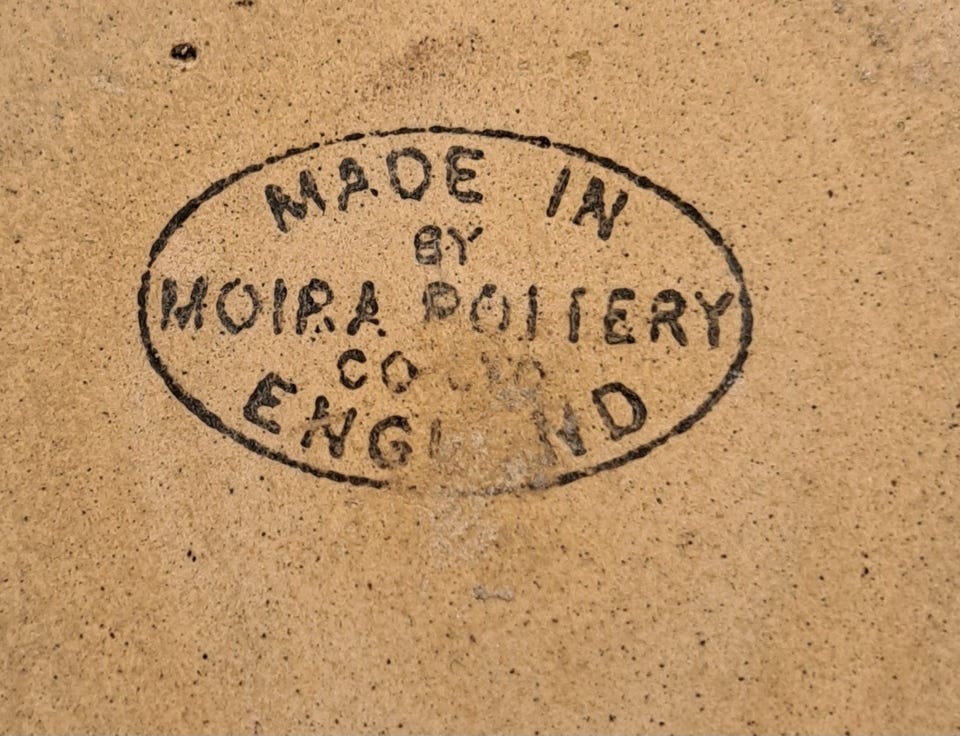 MADE IN
BY
MOIRA POTTERY
CO
ENGLAND